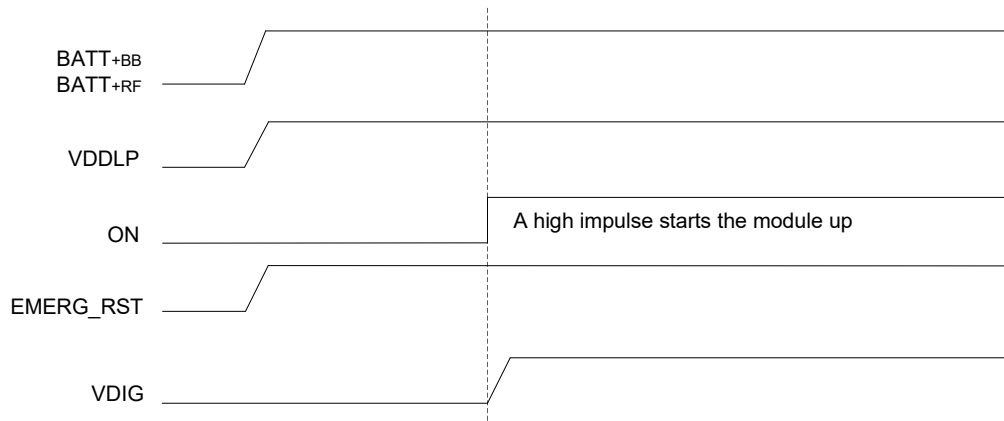 BATT+BB
BATT+RF
VDDLP
ON
A high impulse starts the module up
EMERG_RST
VDIG